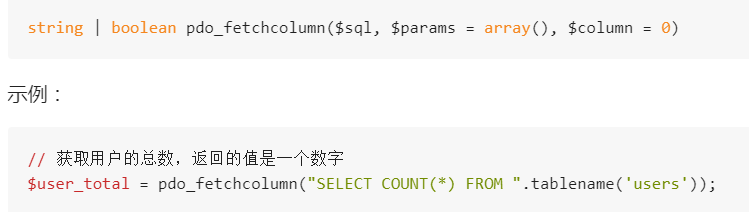 string | boolean pdo_fetchcolumn($sql, $params = array(), $column = 0)
示例：
// 获取用户的总数，返回的值是一个数字
$user_total = pdo_fetchcolumn("SELECT COUNT(*) FROM ".tablename('users'));